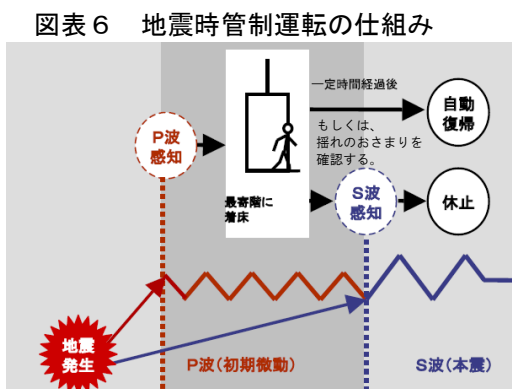 図表６　地震時管制運転の仕組み
一定時間経過後
もしくは、
揺れのおさまりを
確認する。
自動
復帰
P波
感知
最寄階に
着床
S波
感知
休止
地震
発生
P波（初期微動）
S波（本震）